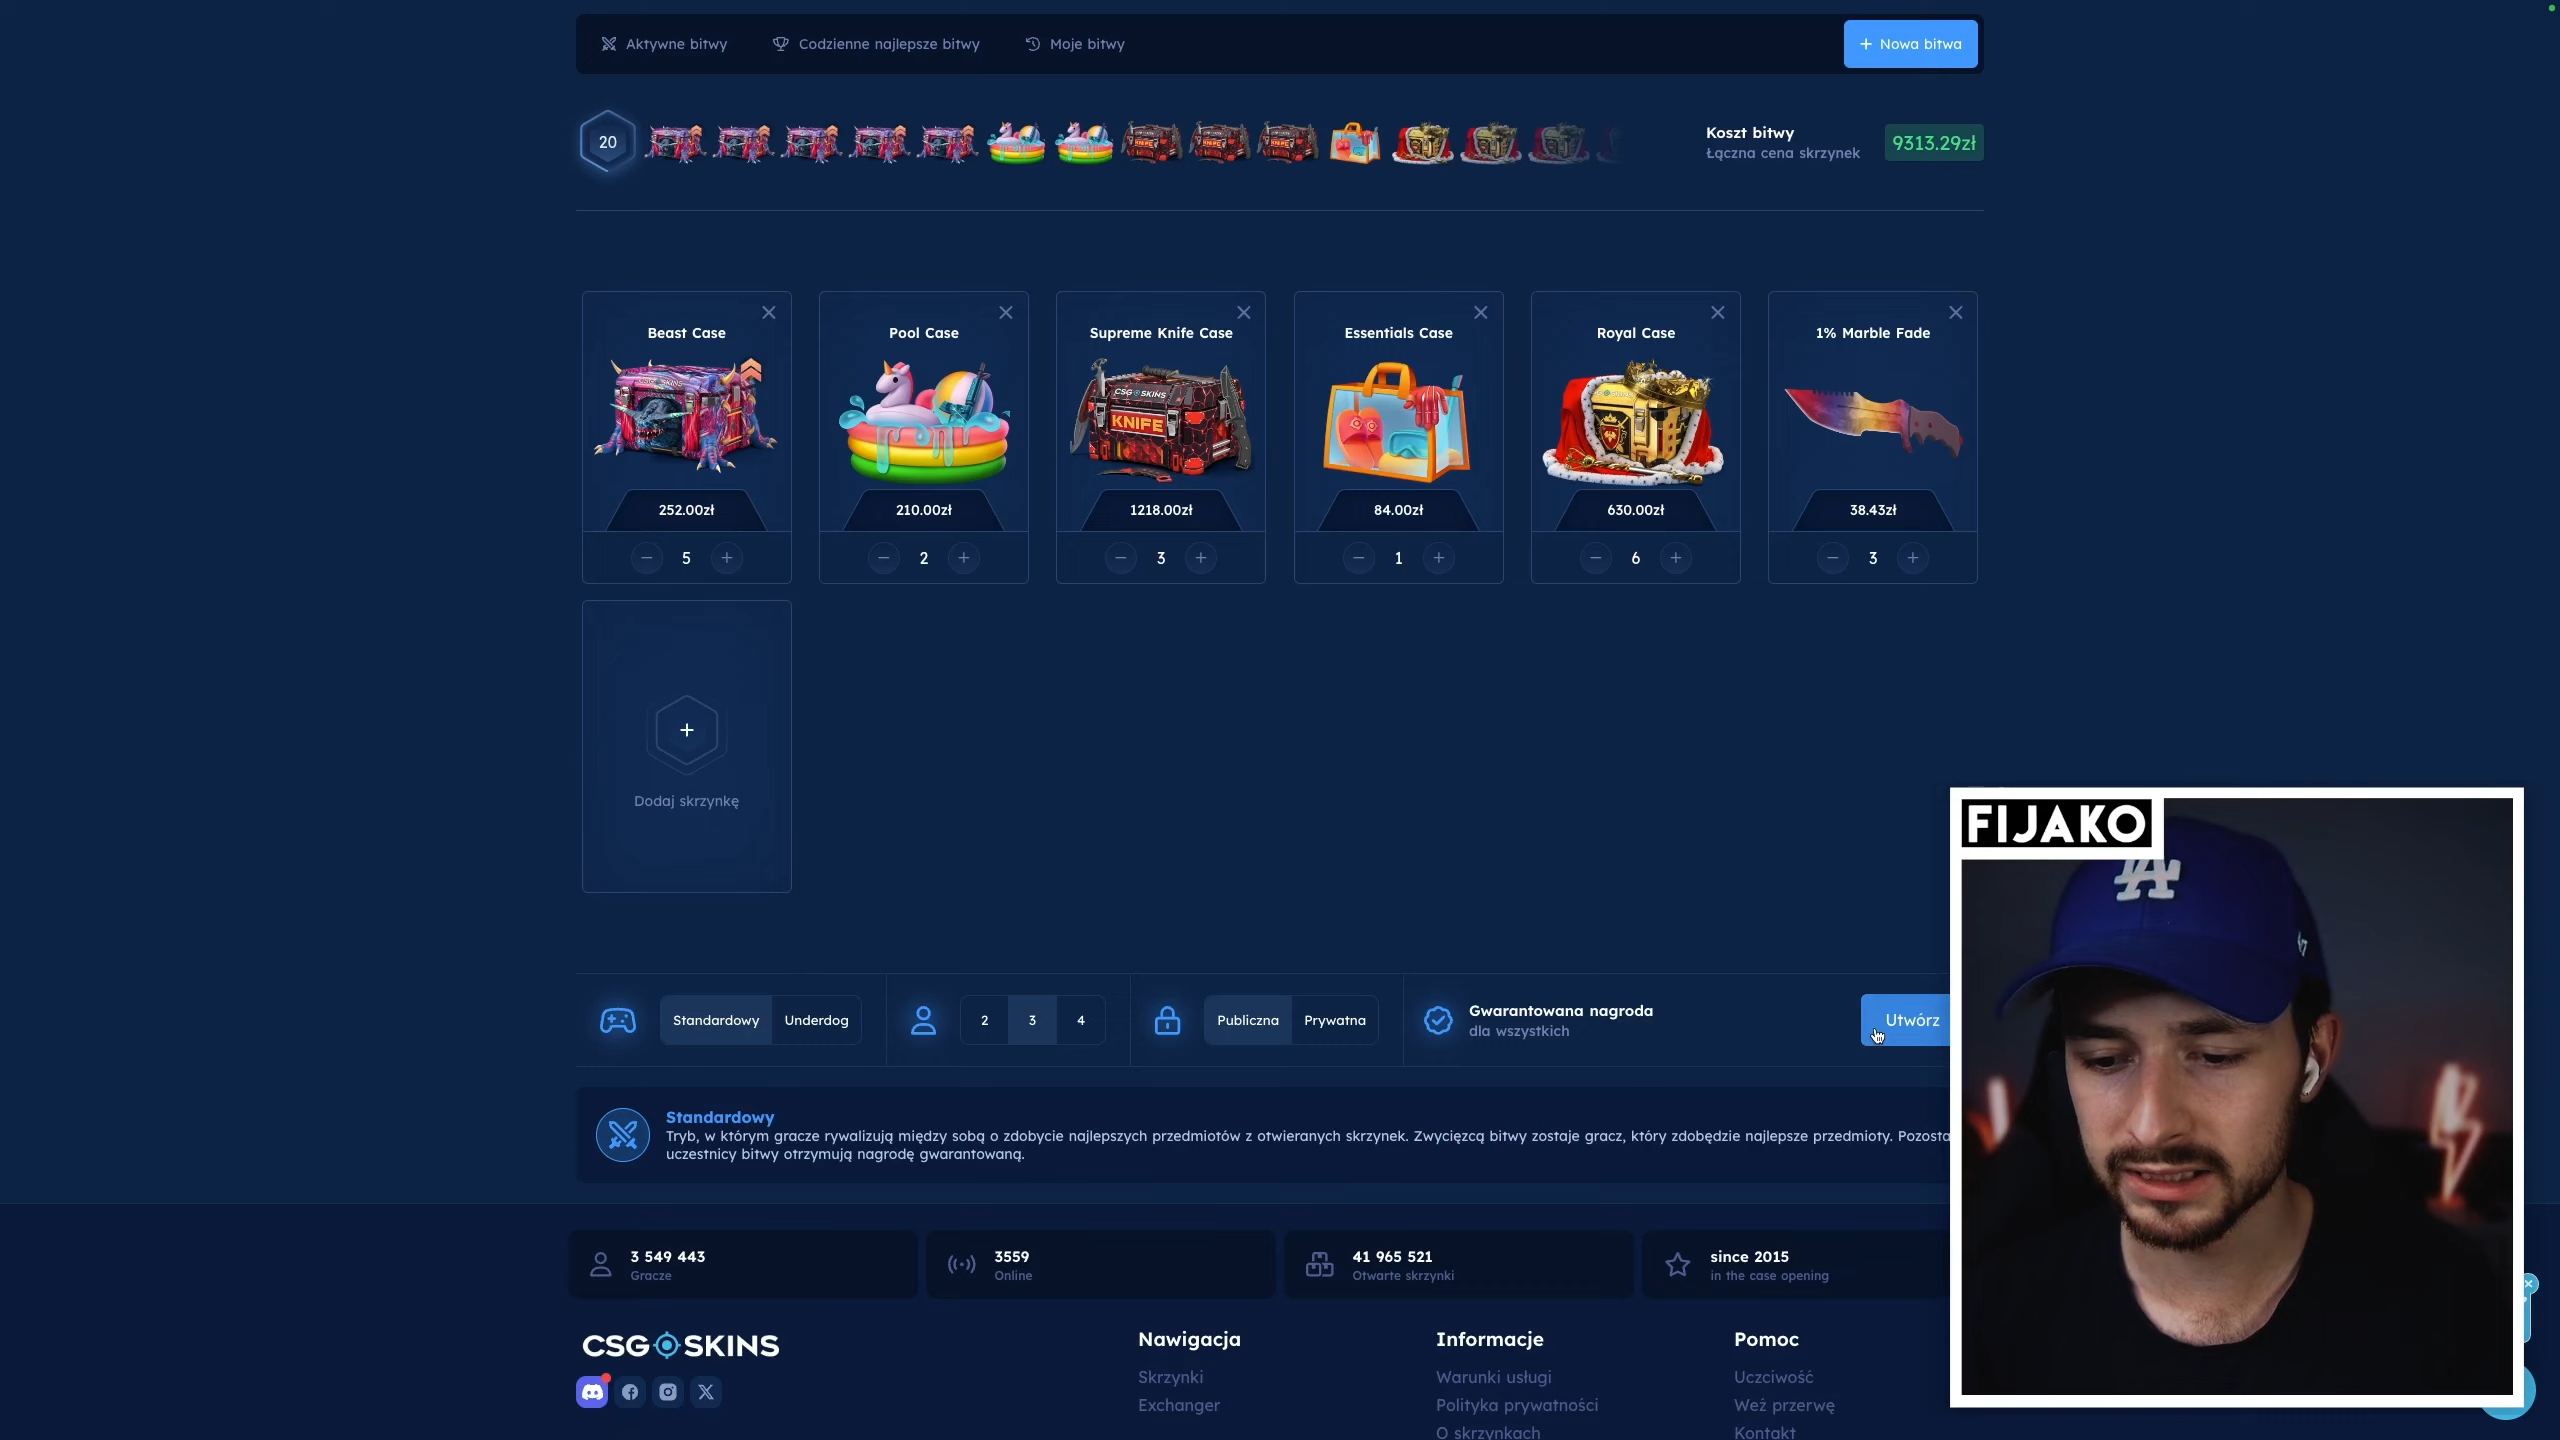 Aktywne bitwy
Codzienne najlepsze bitwy
Moje bitwy
+ Nowa bitwa
20
Koszt bitwy
Łączna cena skrzynek
9313.29zł
Beast Case
252.00zł
5
Pool Case
210.00zł
2
Supreme Knife Case
CSG SKINS
KNIFE
1218.00zł
3
Essentials Case
84.00zł
1
Royal Case
630.00zł
6
1% Marble Fade
38.43zł
3
Dodaj skrzynkę
Standardowy
Underdog
2
3
4
Publiczna
Prywatna
Gwarantowana nagroda
dla wszystkich
Utwórz
Standardowy
Tryb, w którym gracze rywalizują między sobą o zdobycie najlepszych przedmiotów z otwieranych skrzynek. Zwycięzcą bitwy zostaje gracz, który zdobędzie najlepsze przedmioty. Pozosta
uczestnicy bitwy otrzymują nagrodę gwarantowaną.
FIJAKO
LA
3 549 443
Gracze
3559
Online
41 965 521
Otwarte skrzynki
since 2015
in the case opening
CSG SKINS
Nawigacja
Skrzynki
Exchanger
Informacje
Warunki usługi
Polityka prywatności
O skrzynkach
Pomoc
Uczciwość
Weź przerwę
Kontakt